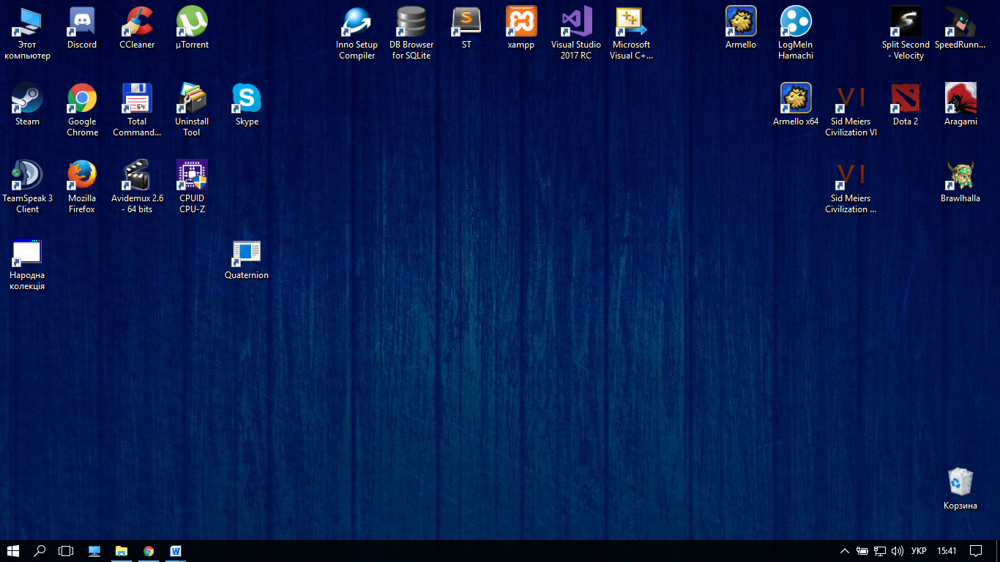 Этот
компьютер
Discord
CCleaner
µTorrent
Inno Setup
Compiler
DB Browser
for SQLite
ST
xampp
Visual Studio
2017 RC
Microsoft
Visual C+...
Armello
LogMeIn
Hamachi
Split Second
- Velocity
SpeedRunn...
Steam
Google
Chrome
64
Total
Command...
Uninstall
Tool
Skype
Armello x64
VI
Sid Meiers
Civilization VI
Dota 2
Aragami
TeamSpeak 3
Client
Mozilla
Firefox
Avidemux 2.6
- 64 bits
CPUID
CPU-Z
VI
Sid Meiers
Civilization ...
Brawlhalla
Народна
колекція
Quaternion
Корзина
УКР
15:41